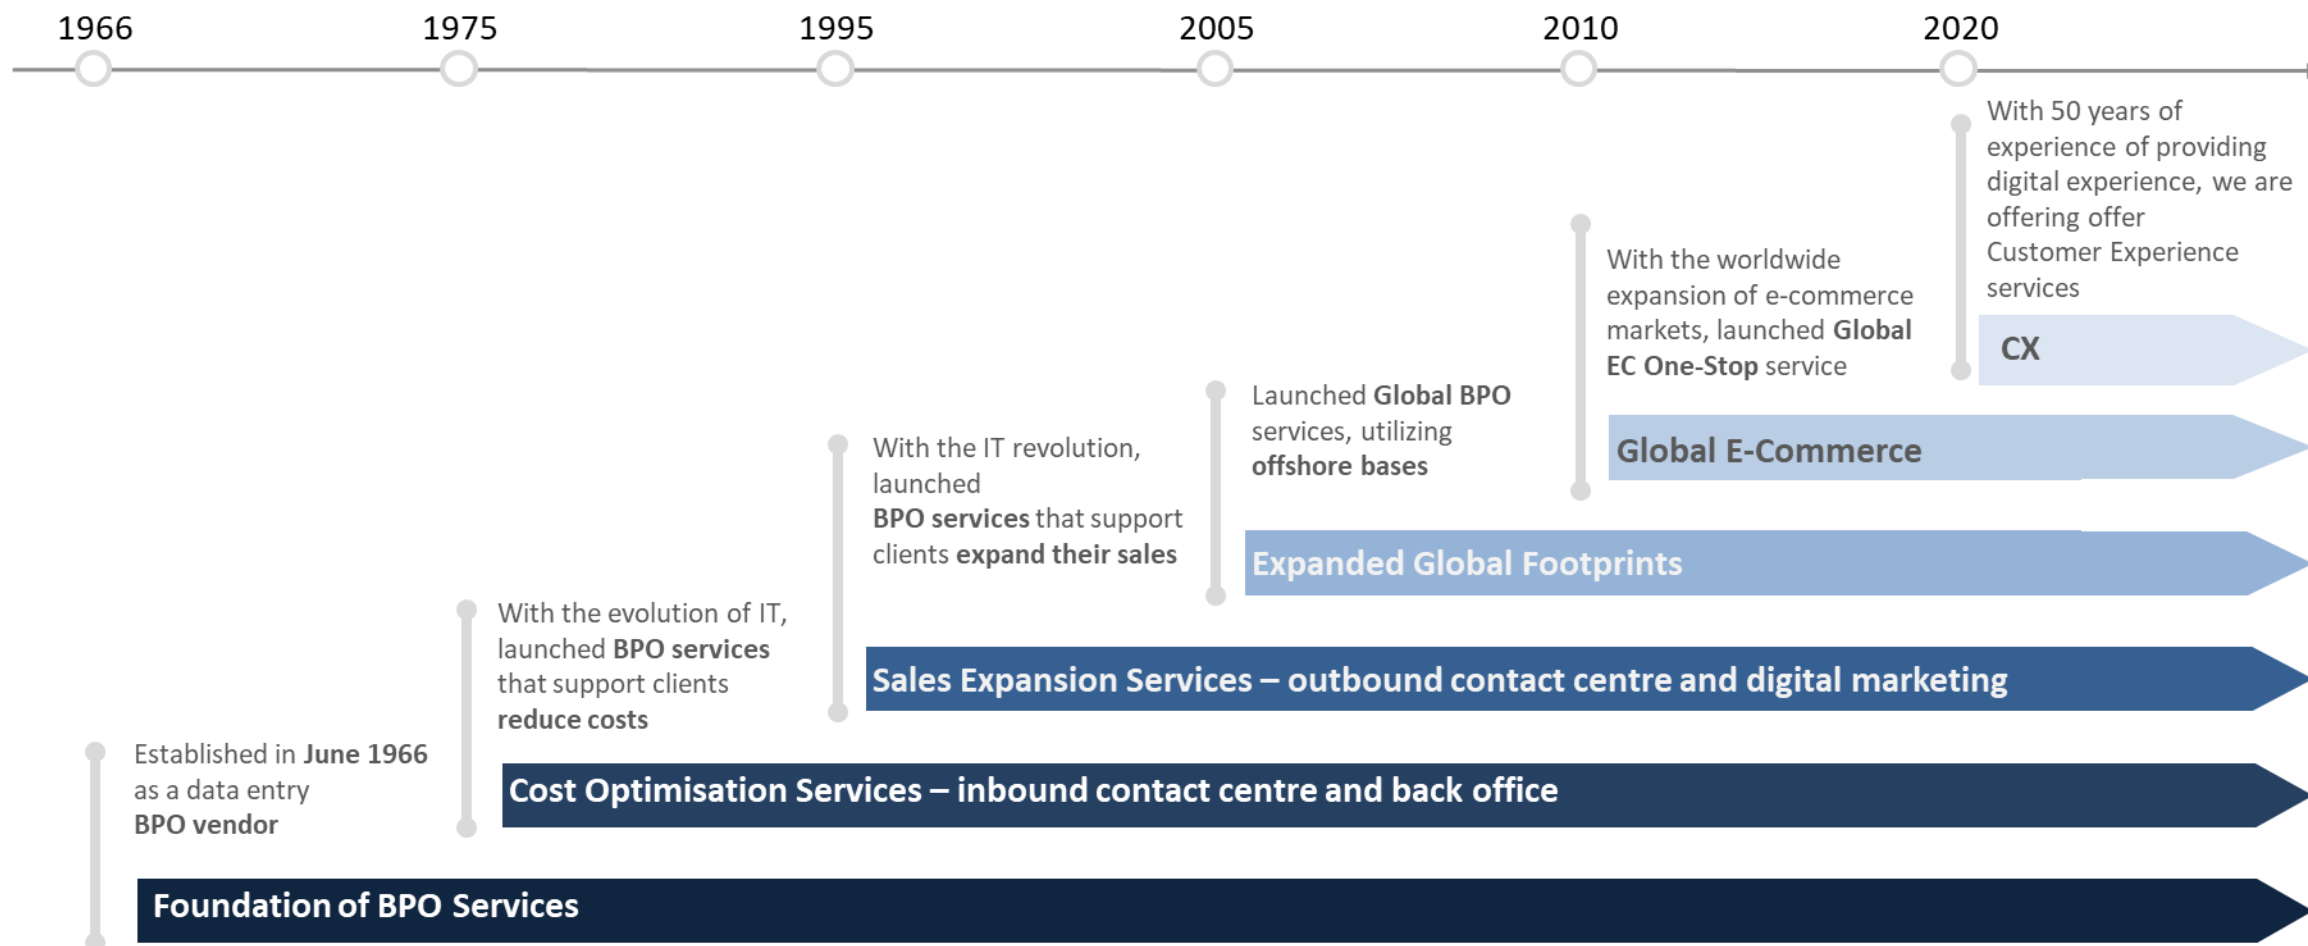 1966
1975
1995
2005
2010
2020
With 50 years of
experience of providing
digital experience, we are
offering offer
Customer Experience
services
CX
With the worldwide
expansion of e-commerce
markets, launched Global
EC One-Stop service
Global E-Commerce
Launched Global BPO
services, utilizing
offshore bases
Expanded Global Footprints
With the IT revolution,
launched
BPO services that support
clients expand their sales
Sales Expansion Services – outbound contact centre and digital marketing
With the evolution of IT,
launched BPO services
that support clients
reduce costs
Cost Optimisation Services – inbound contact centre and back office
Established in June 1966
as a data entry
BPO vendor
Foundation of BPO Services